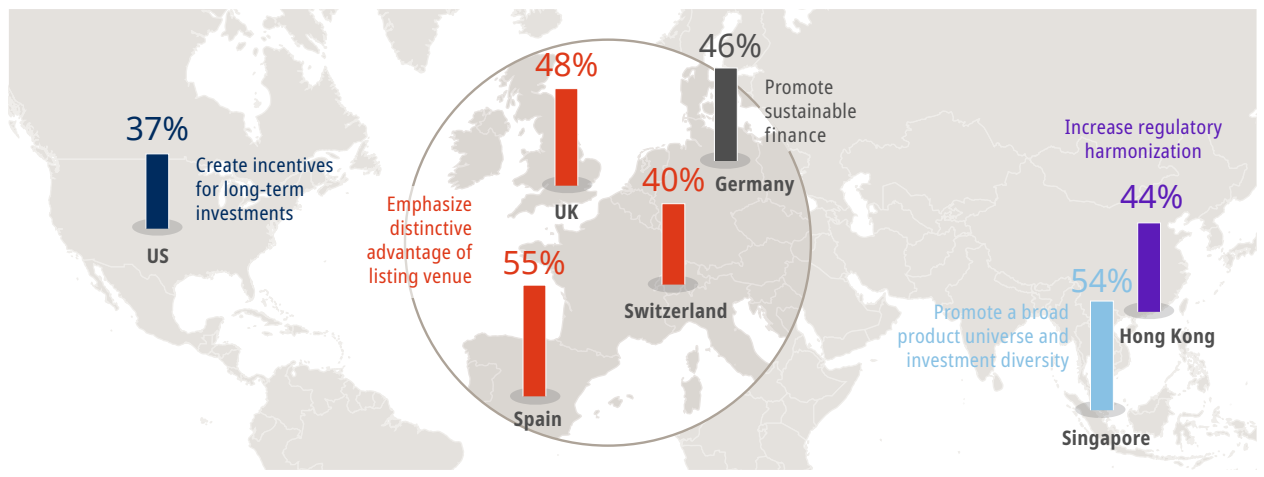 37%
Create incentives
for long-term
investments
US
Emphasize
distinctive
advantage of
listing venue
48%
UK
55%
Spain
40%
Switzerland
46%
Promote
sustainable
finance
Germany
Increase regulatory
harmonization
44%
Hong Kong
54%
Promote a broad
product universe and
investment diversity
Singapore